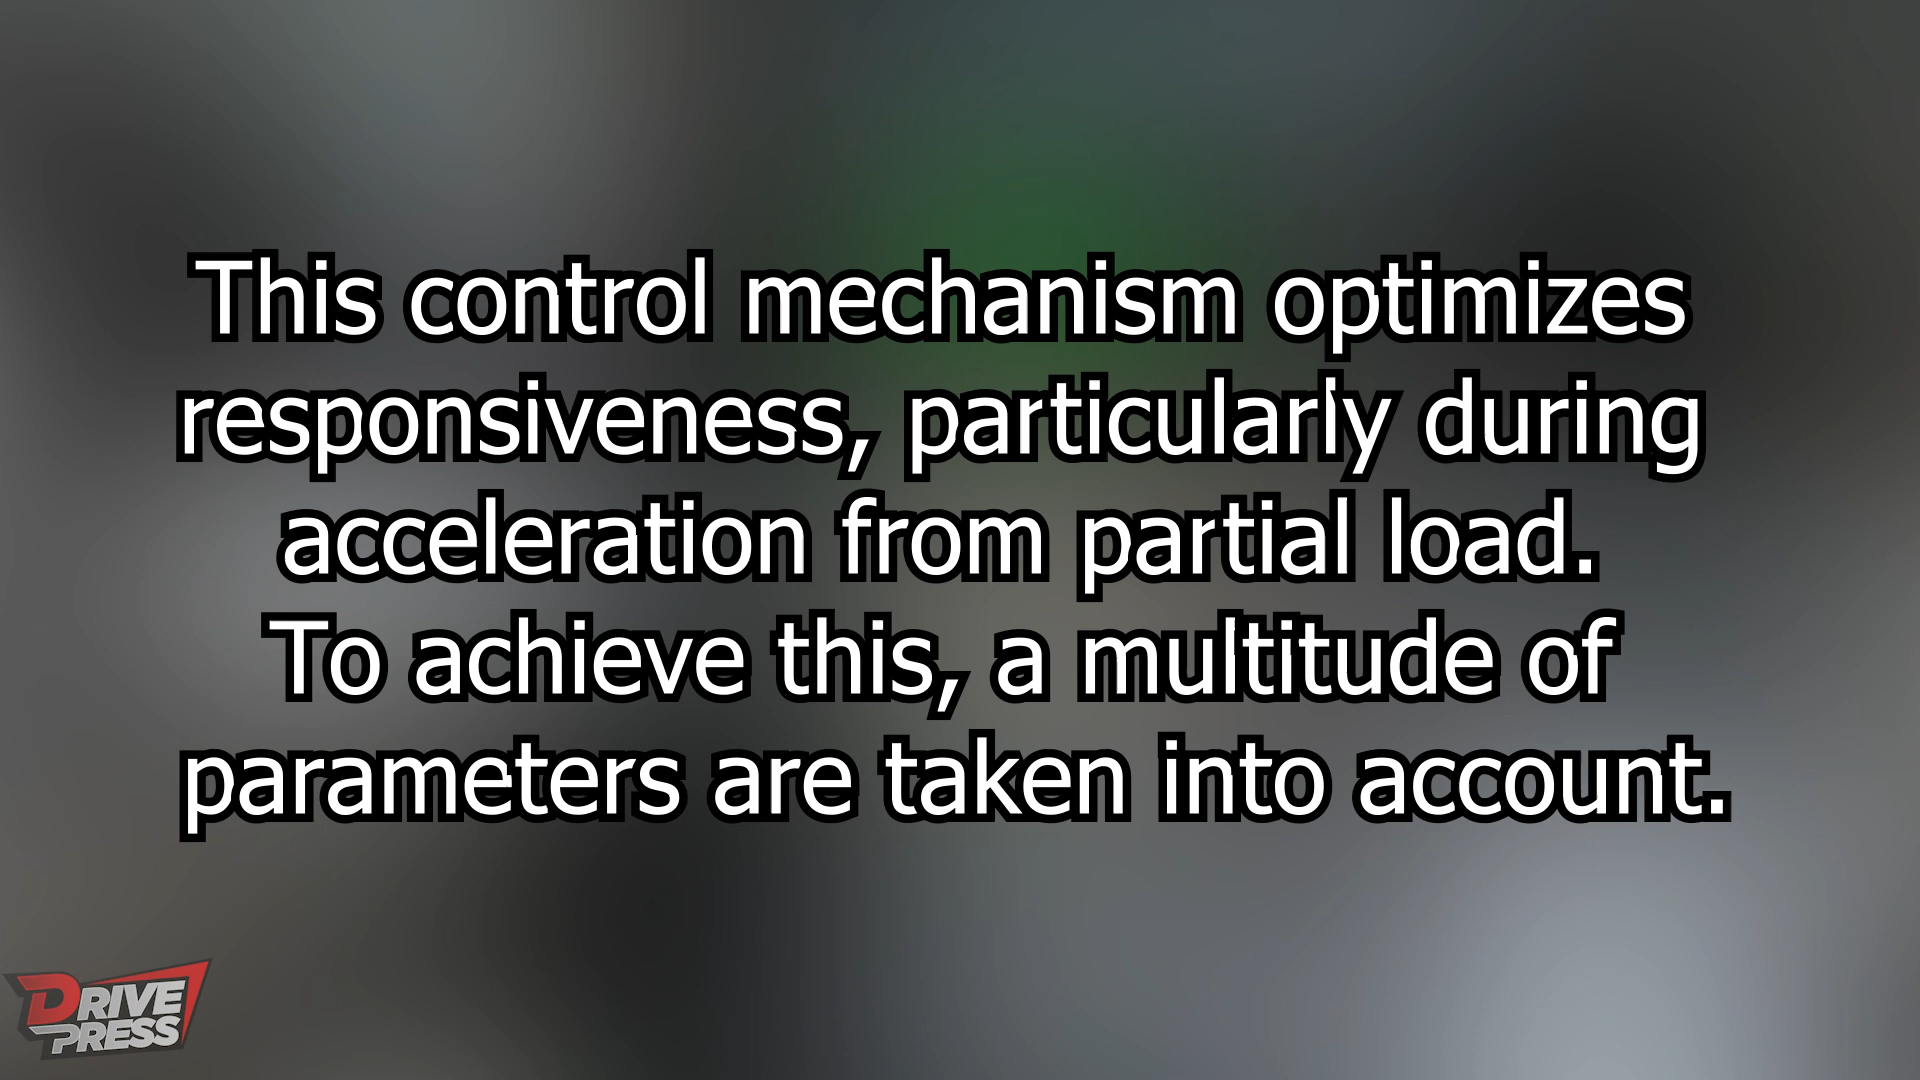 This control mechanism optimizes
responsiveness, particularly during
acceleration from partial load.
To achieve this, a multitude of
parameters are taken into account.
DRIVE
PRESS